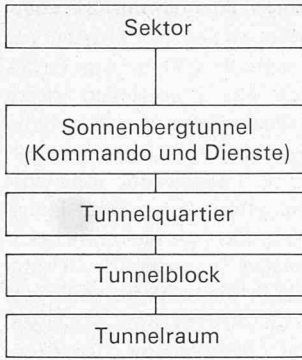 Sektor
Sonnenbergtunnel
(Kommando und Dienste)
Tunnelquartier
Tunnelblock
Tunnelraum